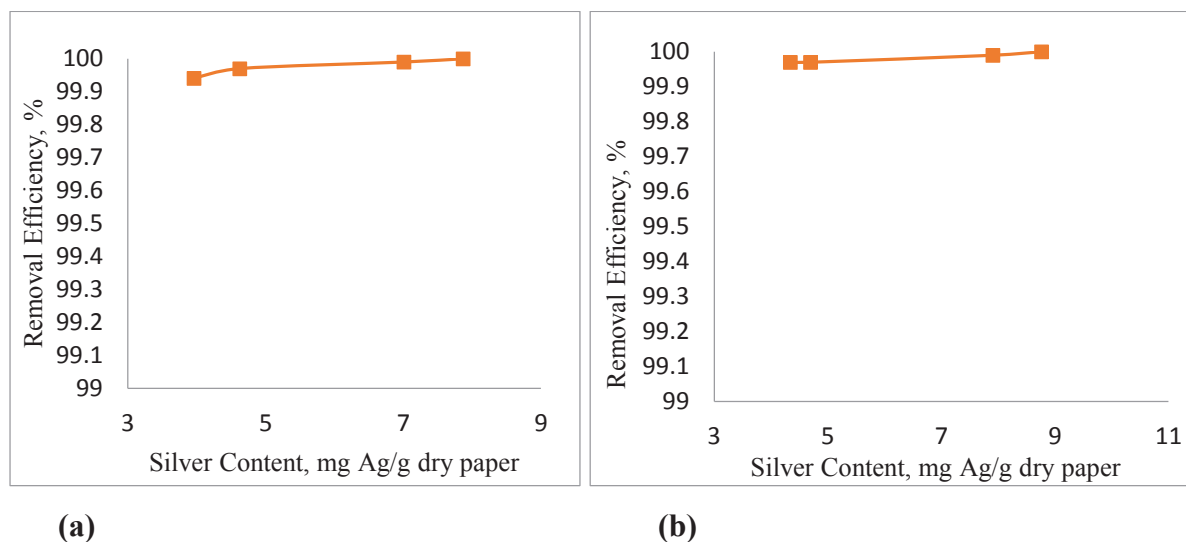 Removal Efficiency, %
100
99.9
99.8
99.7
99.6
99.5
99.4
99.3
99.2
99.1
99
3 5 7 9
Silver Content, mg Ag/g dry paper
(a)
Removal Efficiency, %
100
99.9
99.8
99.7
99.6
99.5
99.4
99.3
99.2
99.1
99
3 5 7 9 11
Silver Content, mg Ag/g dry paper
(b)